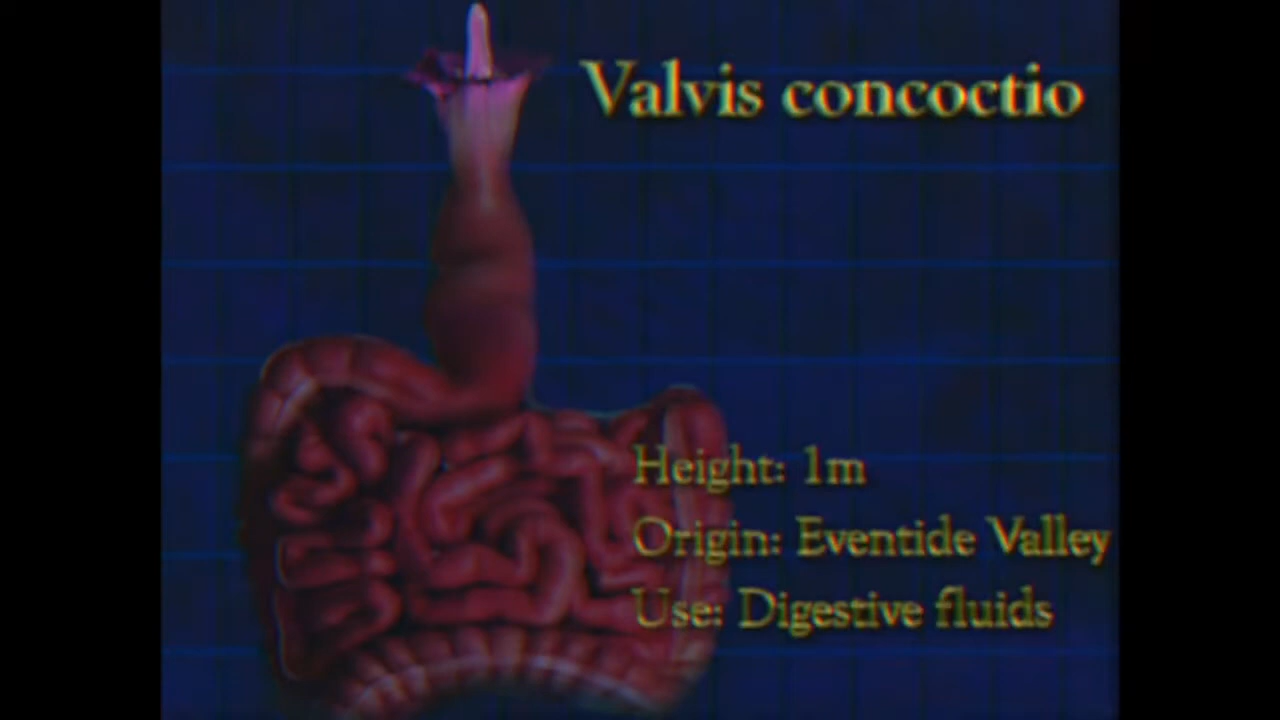 Valvis concoctio
Height: 1m
Origin: Eventide Valley
Use: Digestive fluids